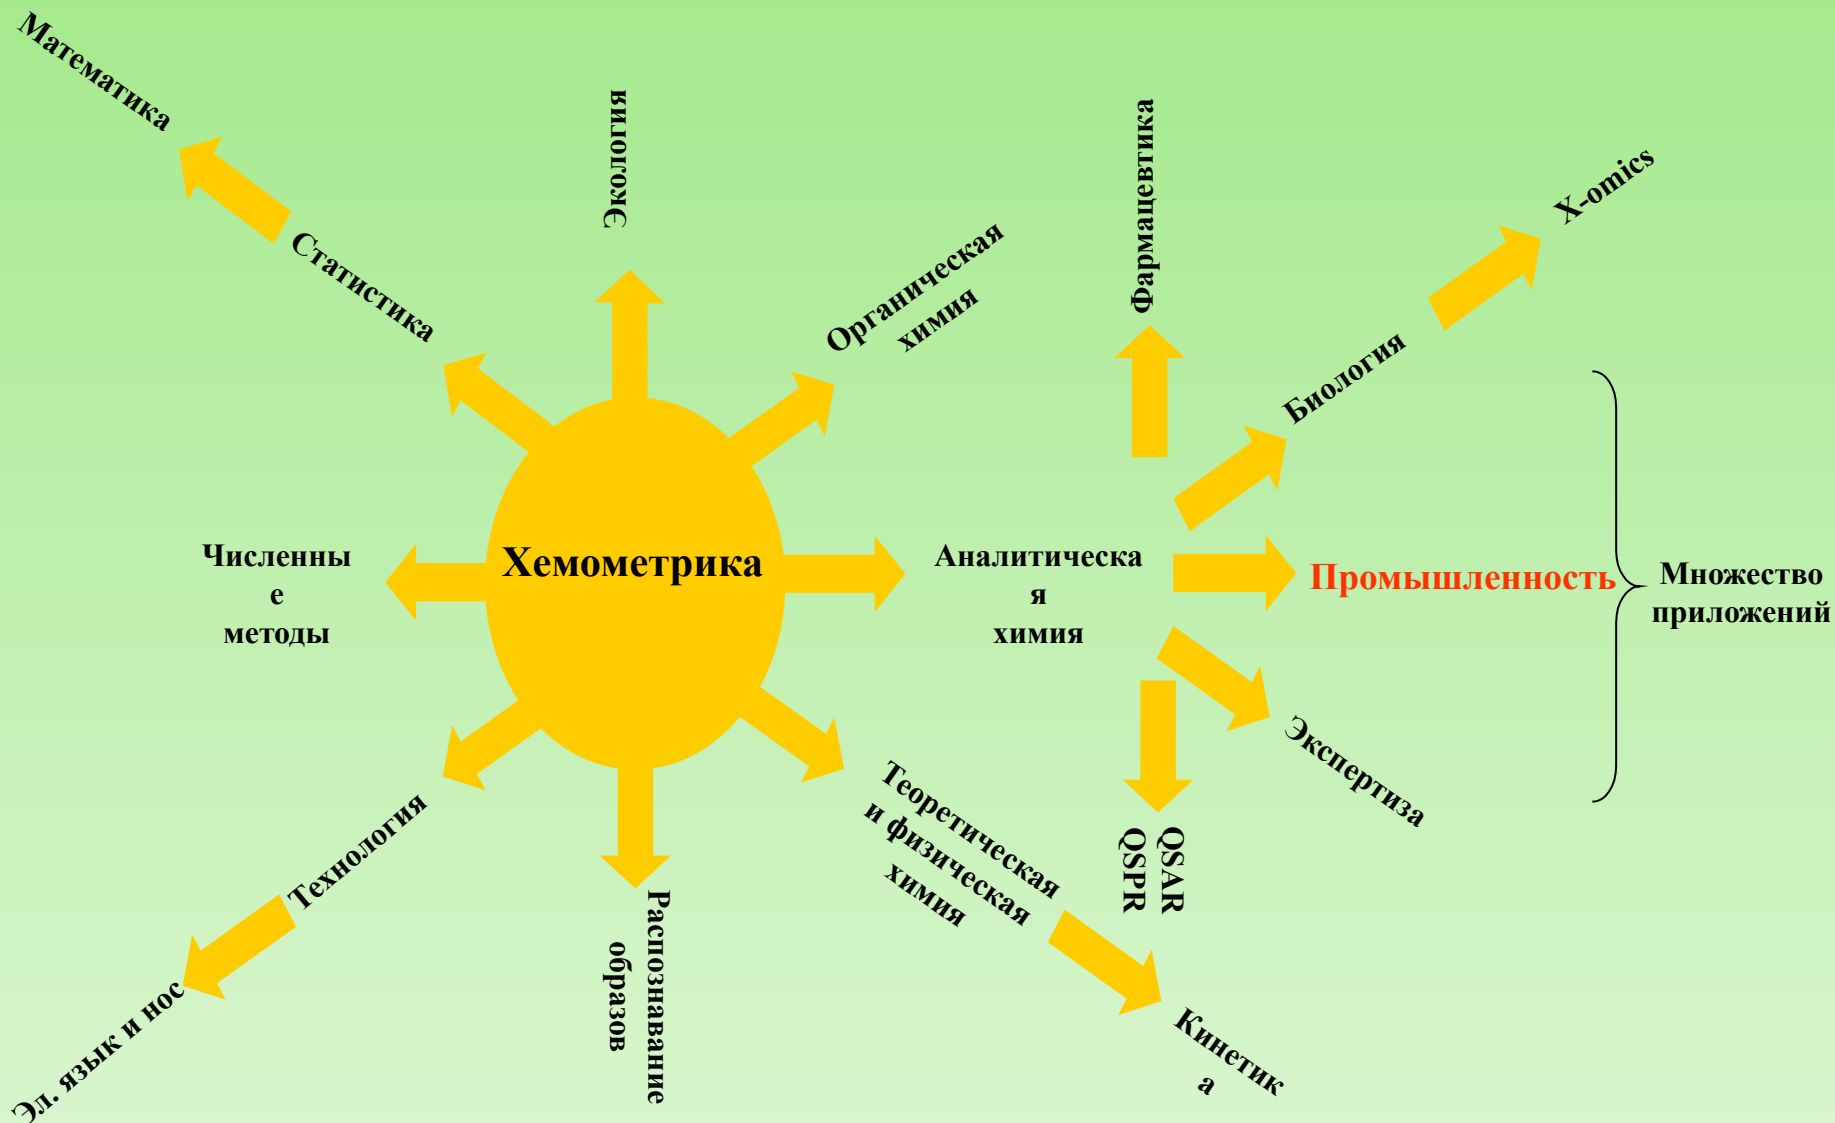 Математика
Экология
Фармацевтика
X-omics
Статистика
Органическая
химия
Биология
Хемометрика
Численны
е
методы
Аналитическа
я
химия
Промышленность
Множество
приложений
Технология
Теоретическая
и физическая
химия
Экспертиза
QSAR
QSPR
Эл. язык и нос
Распознавание
образов
Кинетик
а